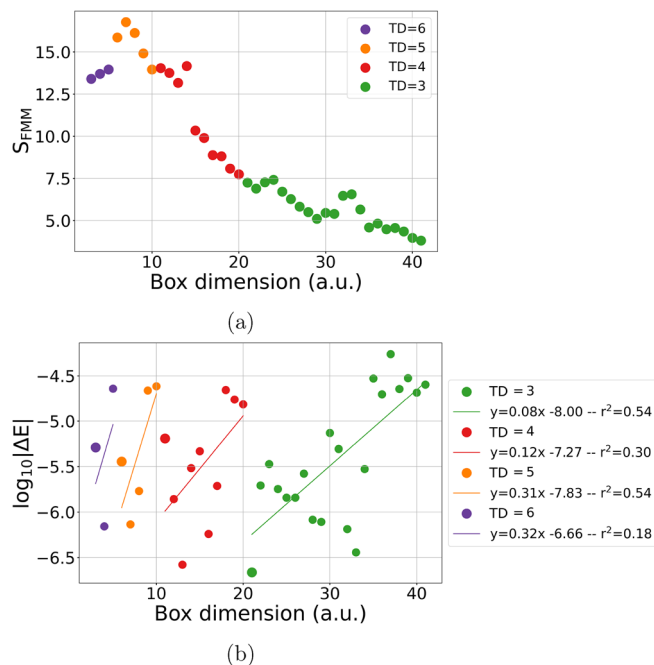 15.0
12.5
10.0
7.5
5.0
S_FMM
TD=6
TD=5
TD=4
TD=3
10
20
30
40
Box dimension (a.u.)
(a)
−4.5
−5.0
−5.5
−6.0
−6.5
log₁₀|ΔE|
10
20
30
40
Box dimension (a.u.)
TD = 3
y=0.08x -8.00 -- r²=0.54
TD = 4
y=0.12x -7.27 -- r²=0.30
TD = 5
y=0.31x -7.83 -- r²=0.54
TD = 6
y=0.32x -6.66 -- r²=0.18
(b)